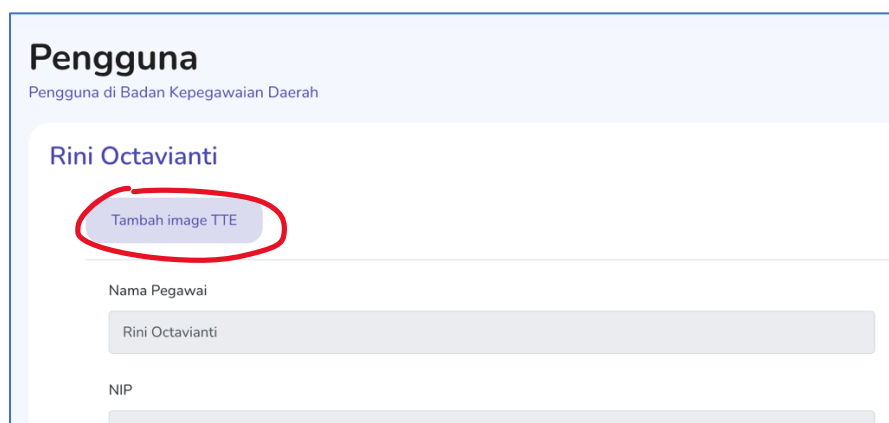 Pengguna
Pengguna di Badan Kepegawaian Daerah
Rini Octavianti
Tambah image TTE
Nama Pegawai
Rini Octavianti
NIP